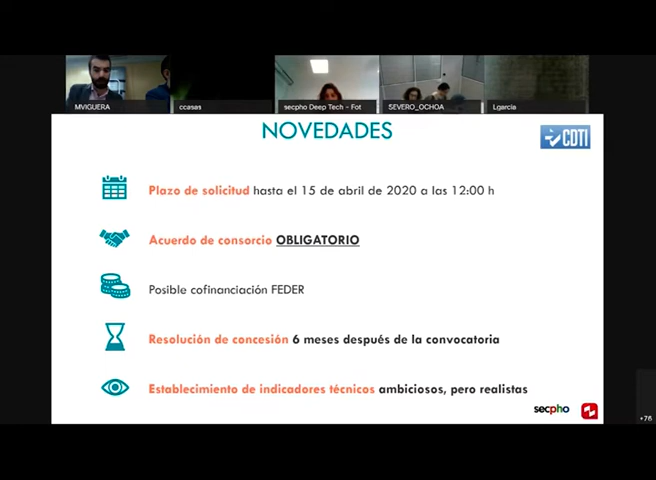 MVIGUERA
ccasas
secpho Deep Tech - Fot
SEVERO_OCHOA
Lgarcia
NOVEDADES
CDTI
Plazo de solicitud hasta el 15 de abril de 2020 a las 12:00 h
Acuerdo de consorcio OBLIGATORIO
Posible cofinanciación FEDER
Resolución de concesión 6 meses después de la convocatoria
Establecimiento de indicadores técnicos ambiciosos, pero realistas
secpho
+76